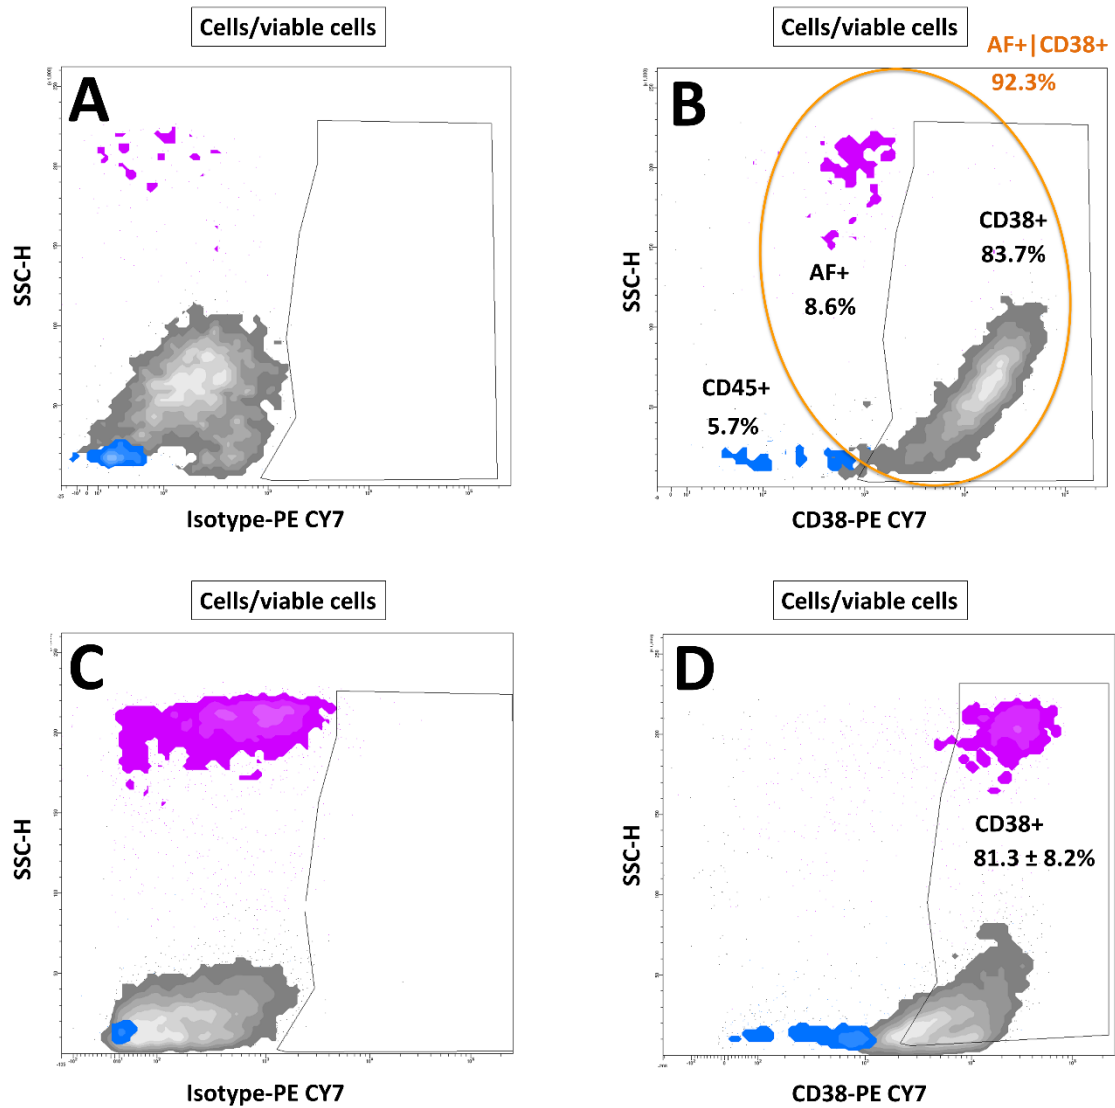 Cells/viable cells
A
SSC-H
Isotype-PE CY7
Cells/viable cells
AF+|CD38+
92.3%
B
CD38+
83.7%
AF+
8.6%
CD45+
5.7%
SSC-H
CD38-PE CY7
Cells/viable cells
C
SSC-H
Isotype-PE CY7
Cells/viable cells
D
CD38+
81.3 ± 8.2%
SSC-H
CD38-PE CY7